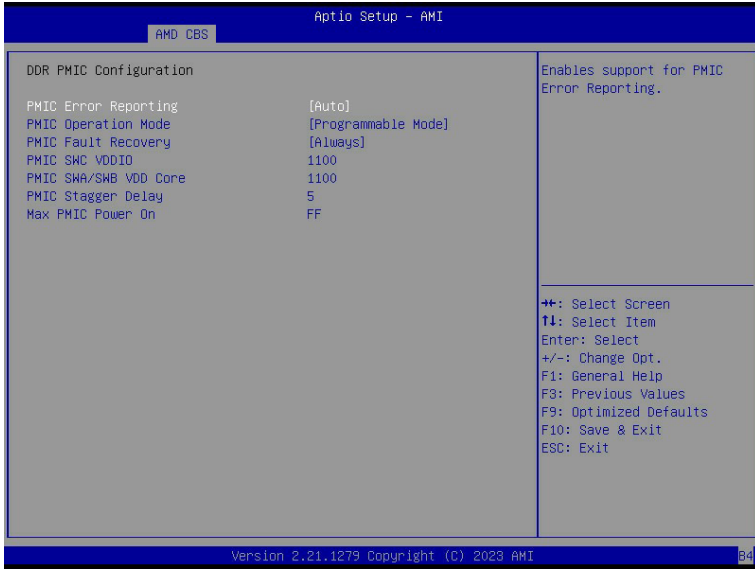 Aptio Setup - AMI
AMD CBS
DDR PMIC Configuration
PMIC Error Reporting [Auto]
PMIC Operation Mode [Programmable Mode]
PMIC Fault Recovery [Always]
PMIC SWC VDDIO 1100
PMIC SWA/SWB VDD Core 1100
PMIC Stagger Delay 5
Max PMIC Power On FF
Enables support for PMIC
Error Reporting.
→←: Select Screen
↑↓: Select Item
Enter: Select
+/-: Change Opt.
F1: General Help
F3: Previous Values
F9: Optimized Defaults
F10: Save & Exit
ESC: Exit
Version 2.21.1279 Copyright (C) 2023 AMI
B4